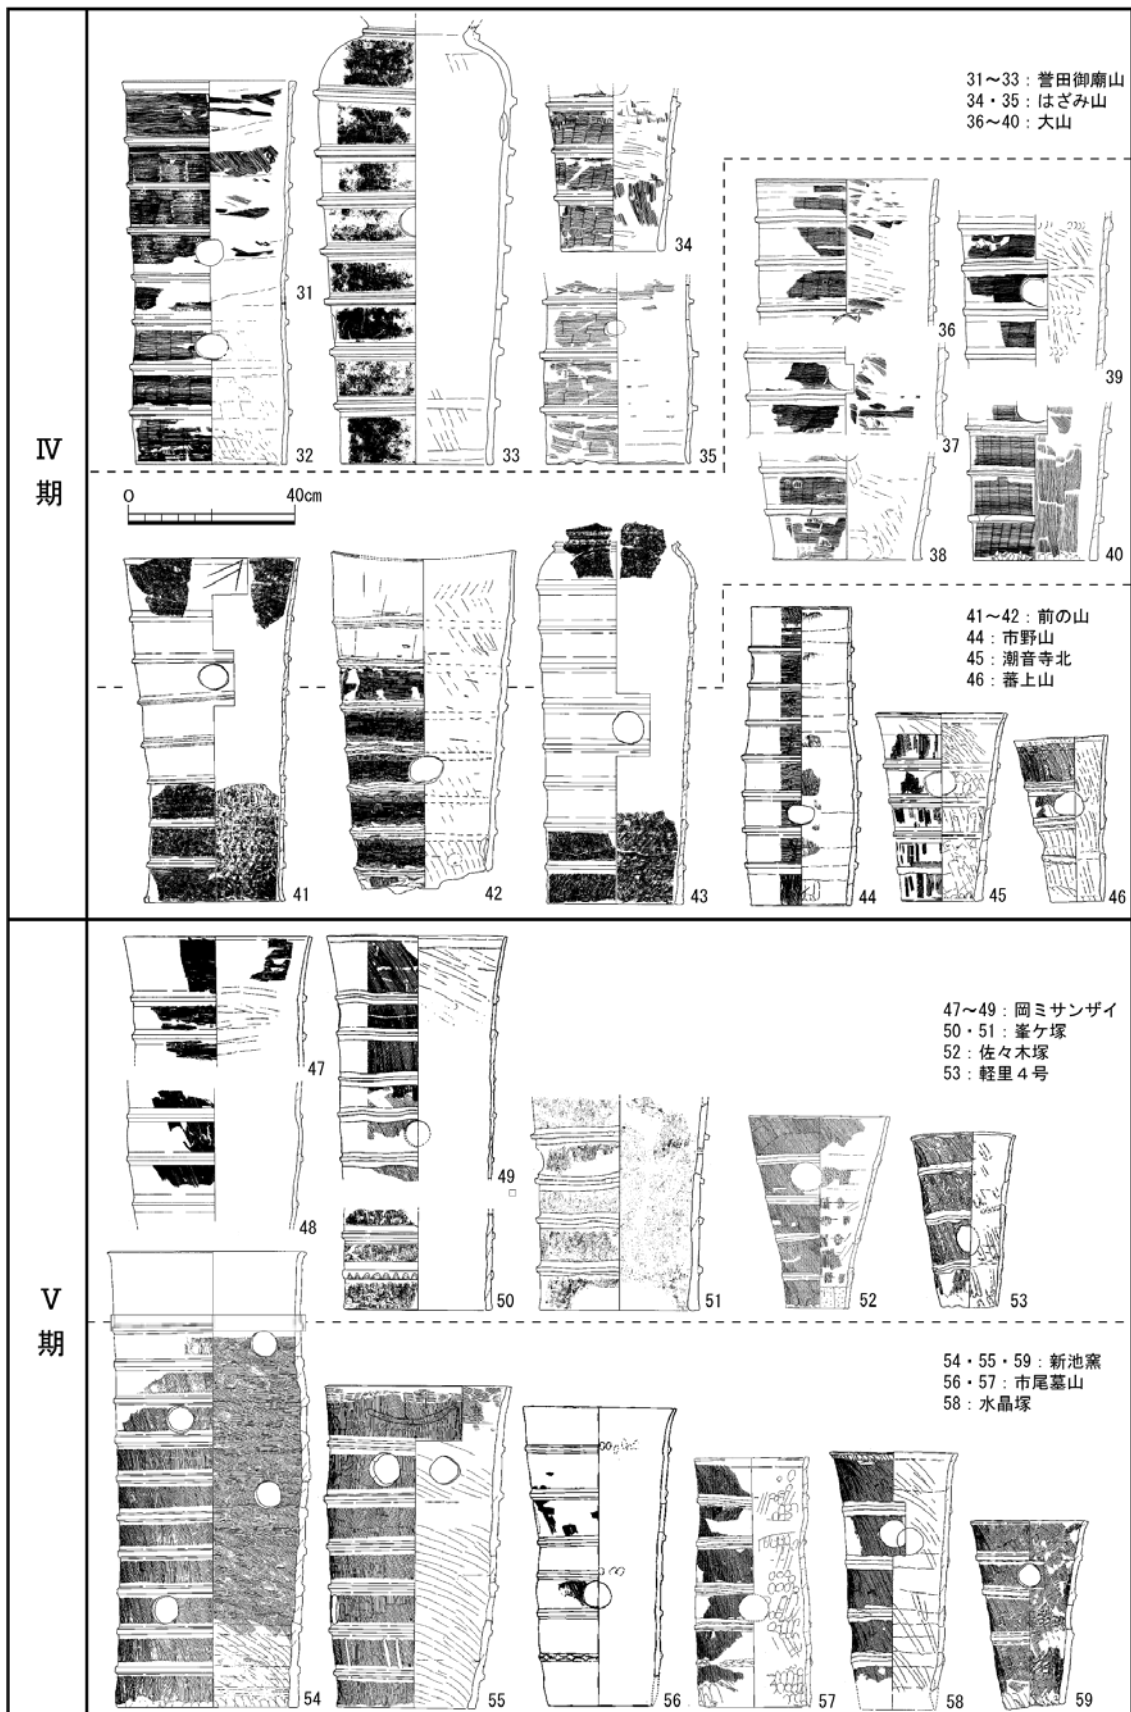 31～33：誉田御廟山
34・35：はざみ山
36～40：大山
34
31
36
39
37
32
33
35
38
40
Ⅳ
期
0
40cm
41～42：前の山
44：市野山
45：潮音寺北
46：蕃上山
41
42
43
44
45
46
47～49：岡ミサンザイ
50・51：峯ケ塚
52：佐々木塚
53：軽里４号
47
49
48
50
51
52
53
Ⅴ
期
54・55・59：新池窯
56・57：市尾墓山
58：水晶塚
54
55
56
57
58
59